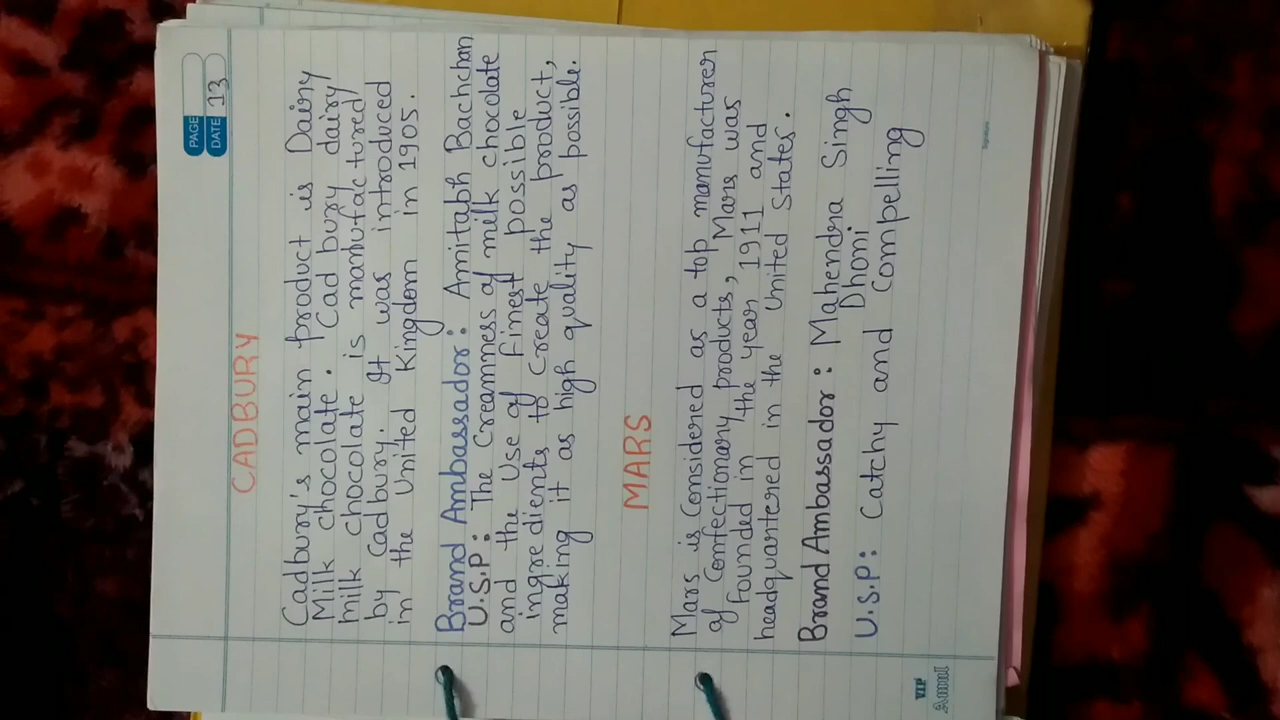 PAGE
DATE 13
CADBURY
Cadbury's main product is Dairy
Milk chocolate. Cad bury dairy
milk chocolate is manufactured
by Cadbury. It was introduced
in the United Kingdom in 1905.
Brand Ambassador: Amitabh Bachchan
U.S.P: The Creaminess of milk chocolate
and the Use of finest possible
ingredients to create the product,
making it as high quality as possible.
MARS
Mars is Considered as a top manufacturer
of Confectionary products, Mars was
founded in the year 1911 and
headquartered in the United States.
Brand Ambassador: Mahendra Singh
Dhoni
U.S.P: Catchy and compelling
VIP